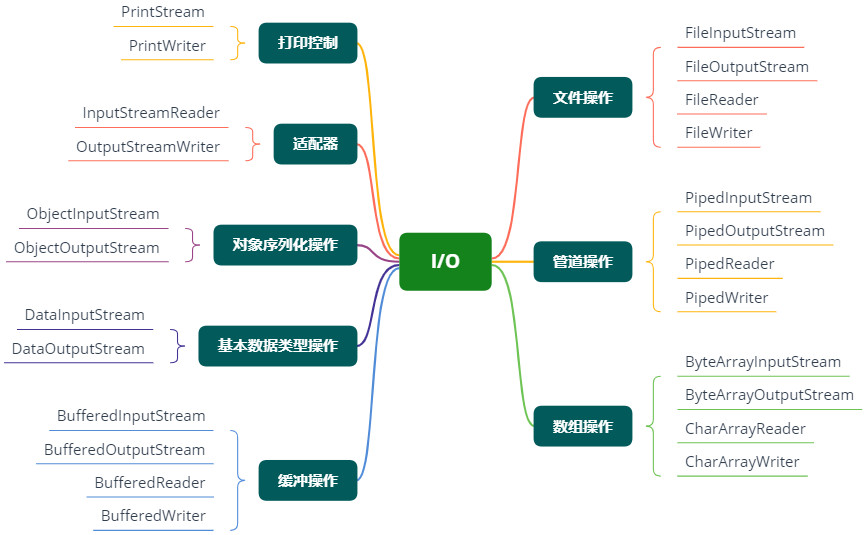 I/O
打印控制
PrintStream
PrintWriter
适配器
InputStreamReader
OutputStreamWriter
对象序列化操作
ObjectInputStream
ObjectOutputStream
基本数据类型操作
DataInputStream
DataOutputStream
缓冲操作
BufferedInputStream
BufferedOutputStream
BufferedReader
BufferedWriter
文件操作
FileInputStream
FileOutputStream
FileReader
FileWriter
管道操作
PipedInputStream
PipedOutputStream
PipedReader
PipedWriter
数组操作
ByteArrayInputStream
ByteArrayOutputStream
CharArrayReader
CharArrayWriter